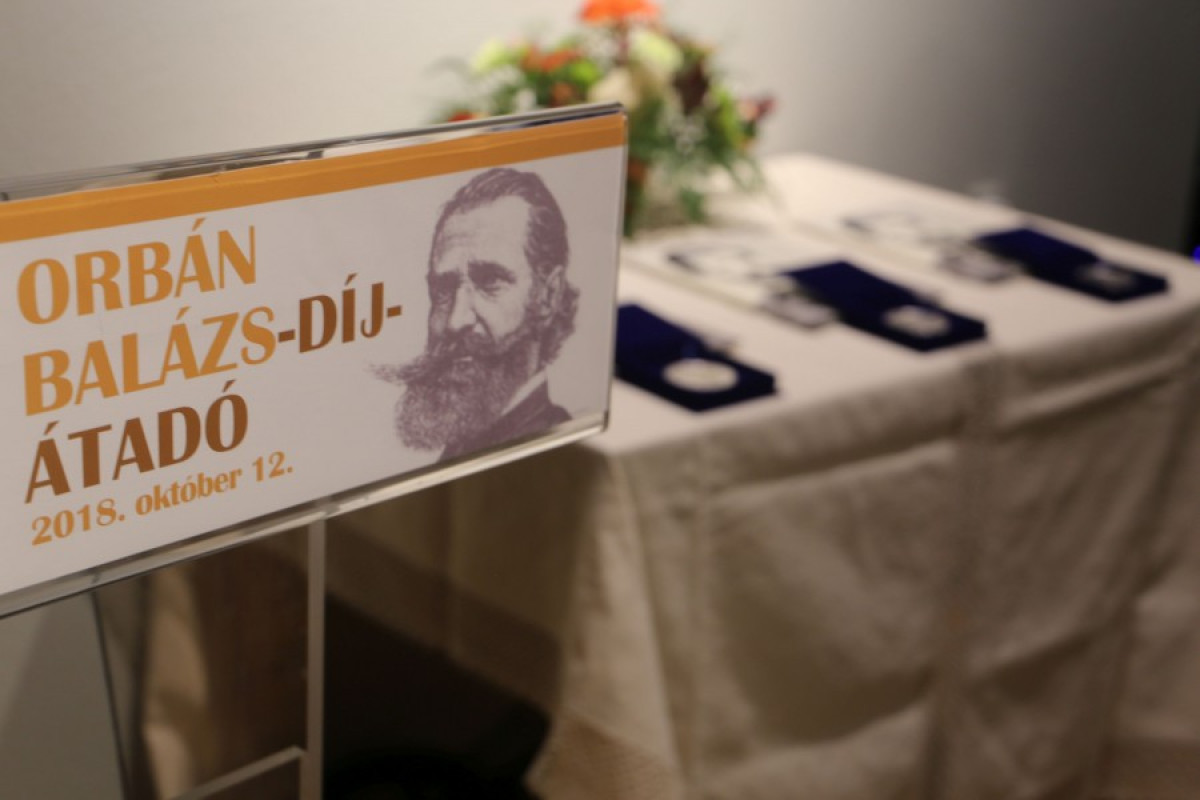 ORBÁN
BALÁZS-DÍJ-
ÁTADÓ
2018. október 12.